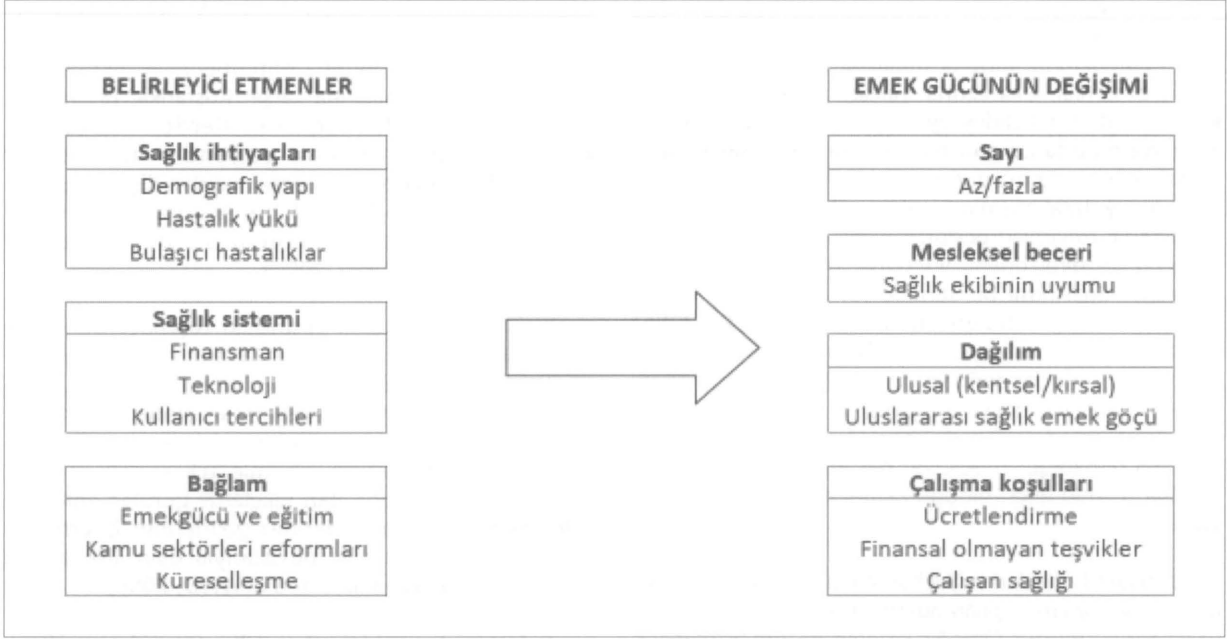 BELİRLEYİCİ ETMENLER
Sağlık ihtiyaçları
Demografik yapı
Hastalık yükü
Bulaşıcı hastalıklar
Sağlık sistemi
Finansman
Teknoloji
Kullanıcı tercihleri
Bağlam
Emekgücü ve eğitim
Kamu sektörleri reformları
Küreselleşme
EMEK GÜCÜNÜN DEĞİŞİMİ
Sayı
Az/fazla
Mesleksel beceri
Sağlık ekibinin uyumu
Dağılım
Ulusal (kentsel/kırsal)
Uluslararası sağlık emek göçü
Çalışma koşulları
Ücretlendirme
Finansal olmayan teşvikler
Çalışan sağlığı